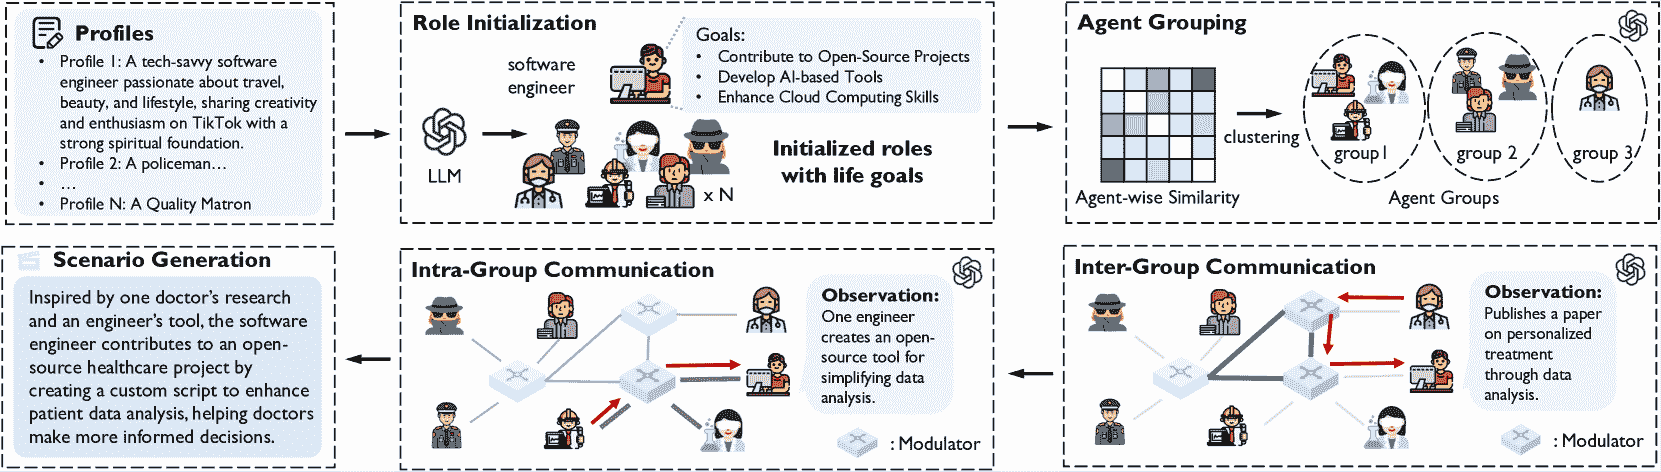 Profiles
• Profile 1: A tech-savvy software
engineer passionate about travel,
beauty, and lifestyle, sharing creativity
and enthusiasm on TikTok with a
strong spiritual foundation.
• Profile 2: A policeman…
• …
• Profile N: A Quality Matron
Role Initialization
software
engineer
Goals:
• Contribute to Open-Source Projects
• Develop AI-based Tools
• Enhance Cloud Computing Skills
LLM
x N
Initialized roles
with life goals
Agent Grouping
Agent-wise Similarity
clustering
group1
group 2
group 3
Agent Groups
Scenario Generation
Inspired by one doctor's research
and an engineer's tool, the software
engineer contributes to an open-
source healthcare project by
creating a custom script to enhance
patient data analysis, helping doctors
make more informed decisions.
Intra-Group Communication
Observation:
One engineer
creates an open-
source tool for
simplifying data
analysis.
: Modulator
Inter-Group Communication
Observation:
Publishes a paper
on personalized
treatment
through data
analysis.
: Modulator